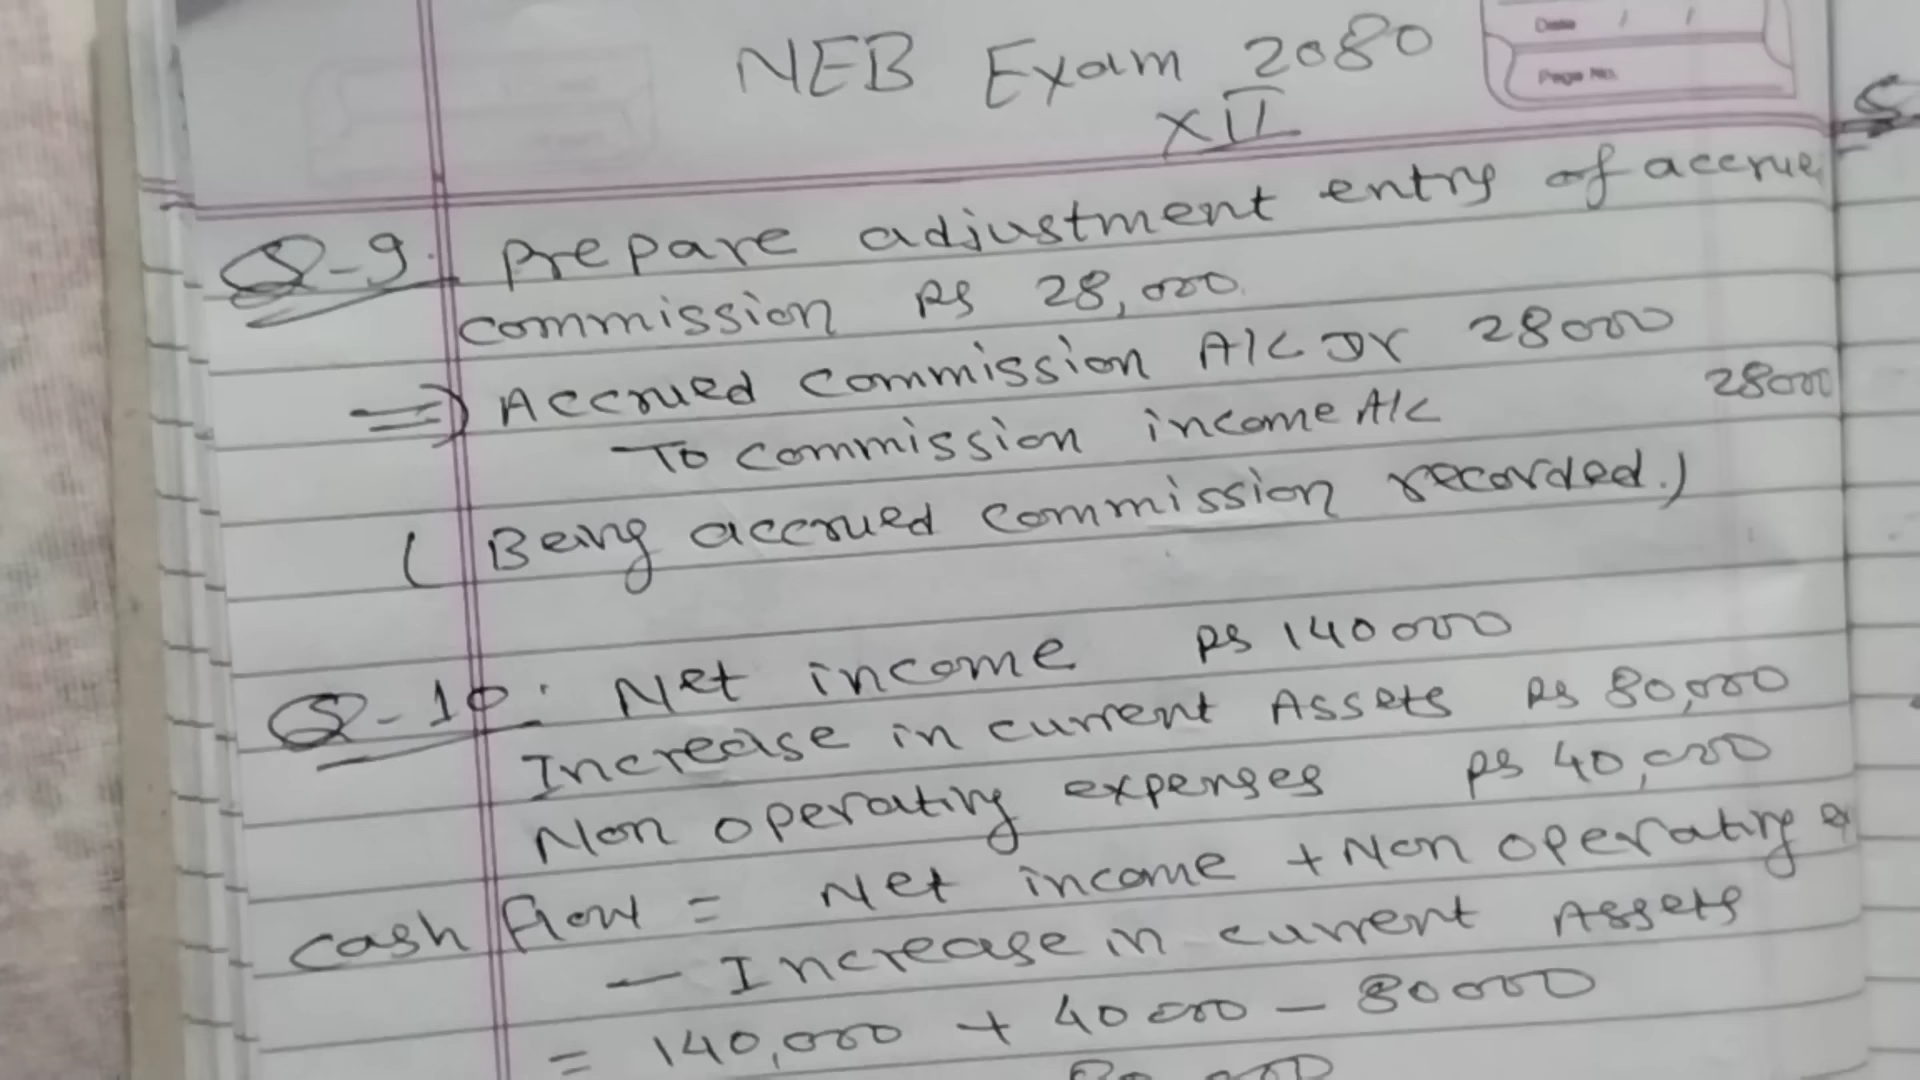 Date / /
Page No.
NEB Exam 2080
XII
Q-9. Prepare adjustment entry of accrue
commission Rs 28,000.
=) Accrued commission A/C Dr 28000
To commission income A/C 28000
( Being accrued commission recorded.)
Q-10. Net income Rs 140000
Increase in current Assets Rs 80,000
Non operating expenses Rs 40,000
cash flow = Net income + Non operating ex
— Increase in current Assets
= 140,000 + 40000 - 80000